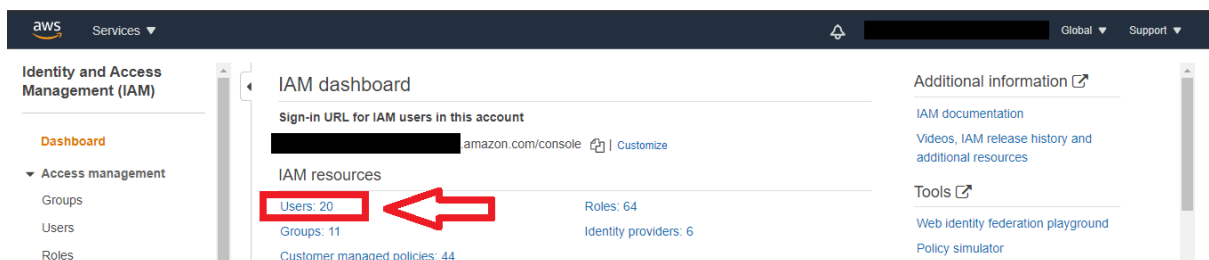 aws Services ▼ Global ▼ Support ▼
Identity and Access
Management (IAM)
Dashboard
Access management
Groups
Users
Roles
IAM dashboard
Sign-in URL for IAM users in this account
.amazon.com/console | Customize
IAM resources
Users: 20 Roles: 64
Groups: 11 Identity providers: 6
Customer managed policies: 44
Additional information
IAM documentation
Videos, IAM release history and
additional resources
Tools
Web identity federation playground
Policy simulator